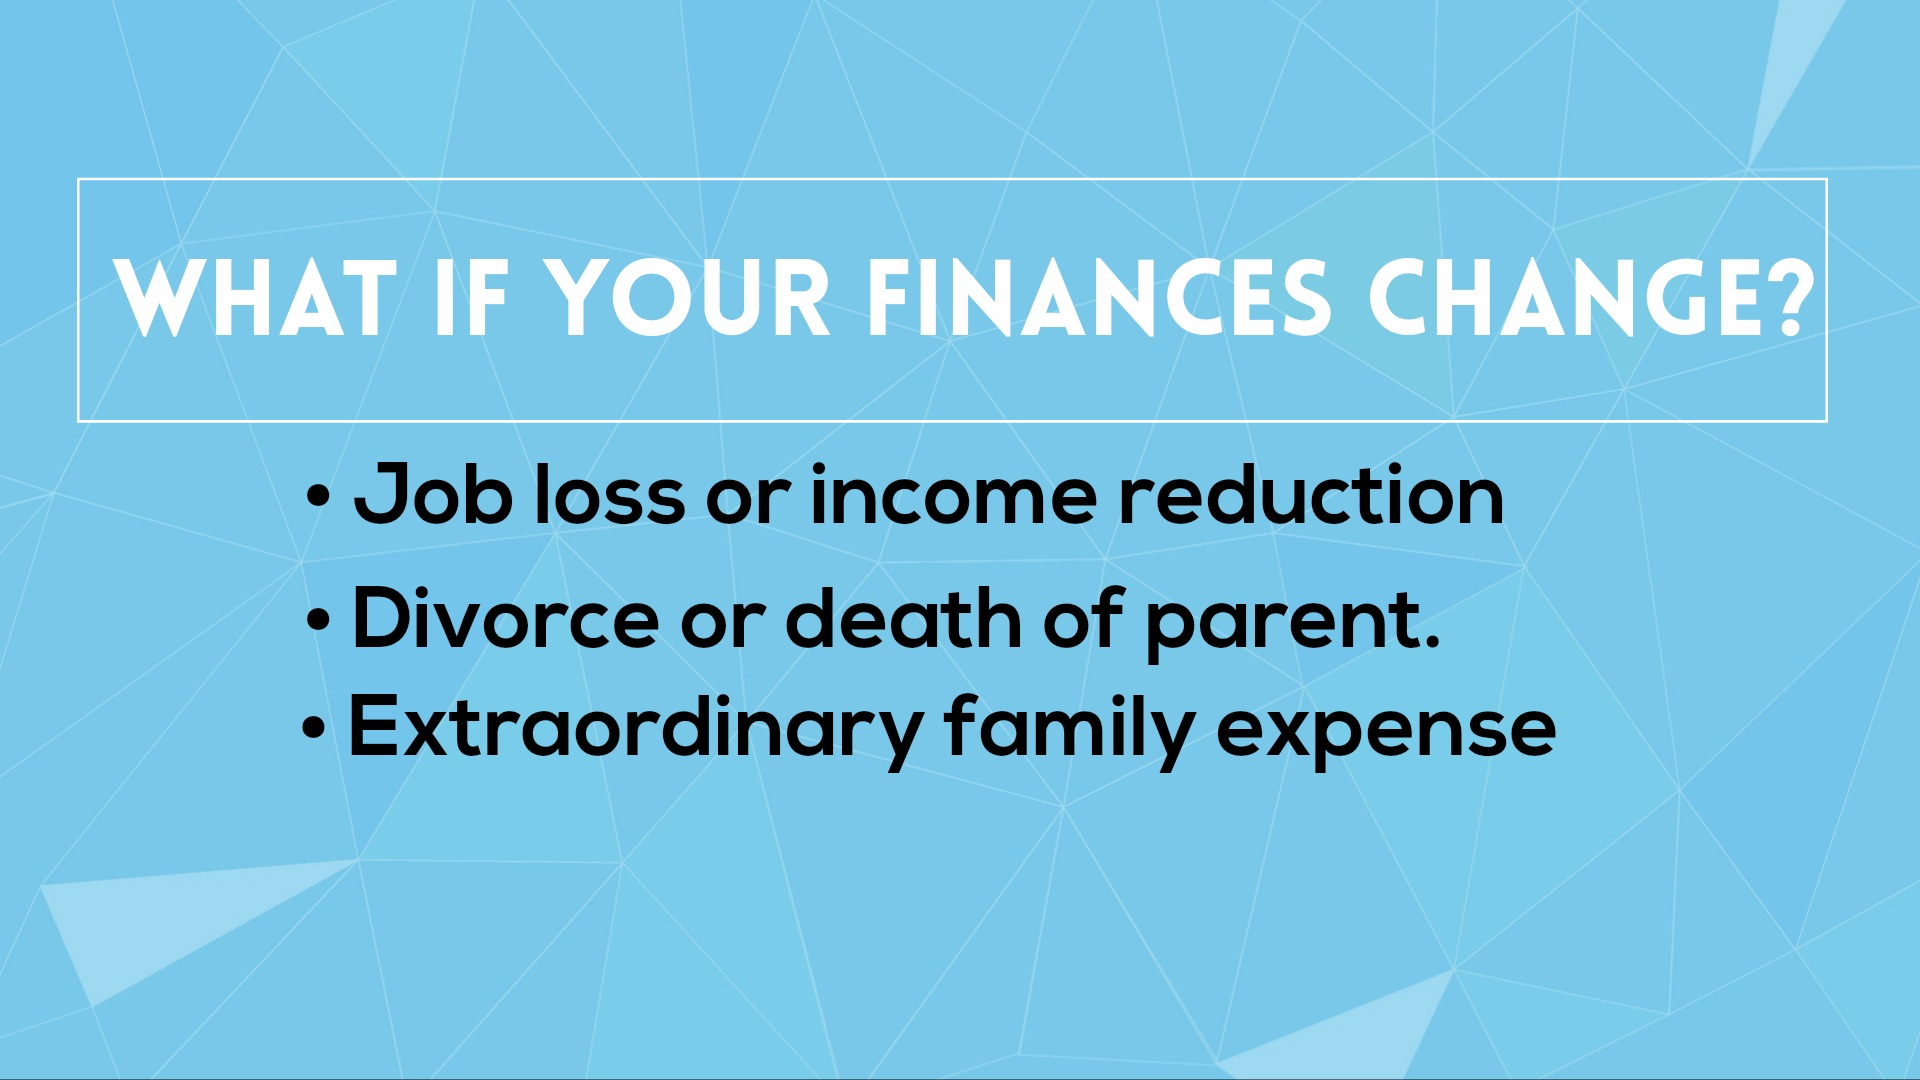 WHAT IF YOUR FINANCES CHANGE?
• Job loss or income reduction
• Divorce or death of parent.
• Extraordinary family expense